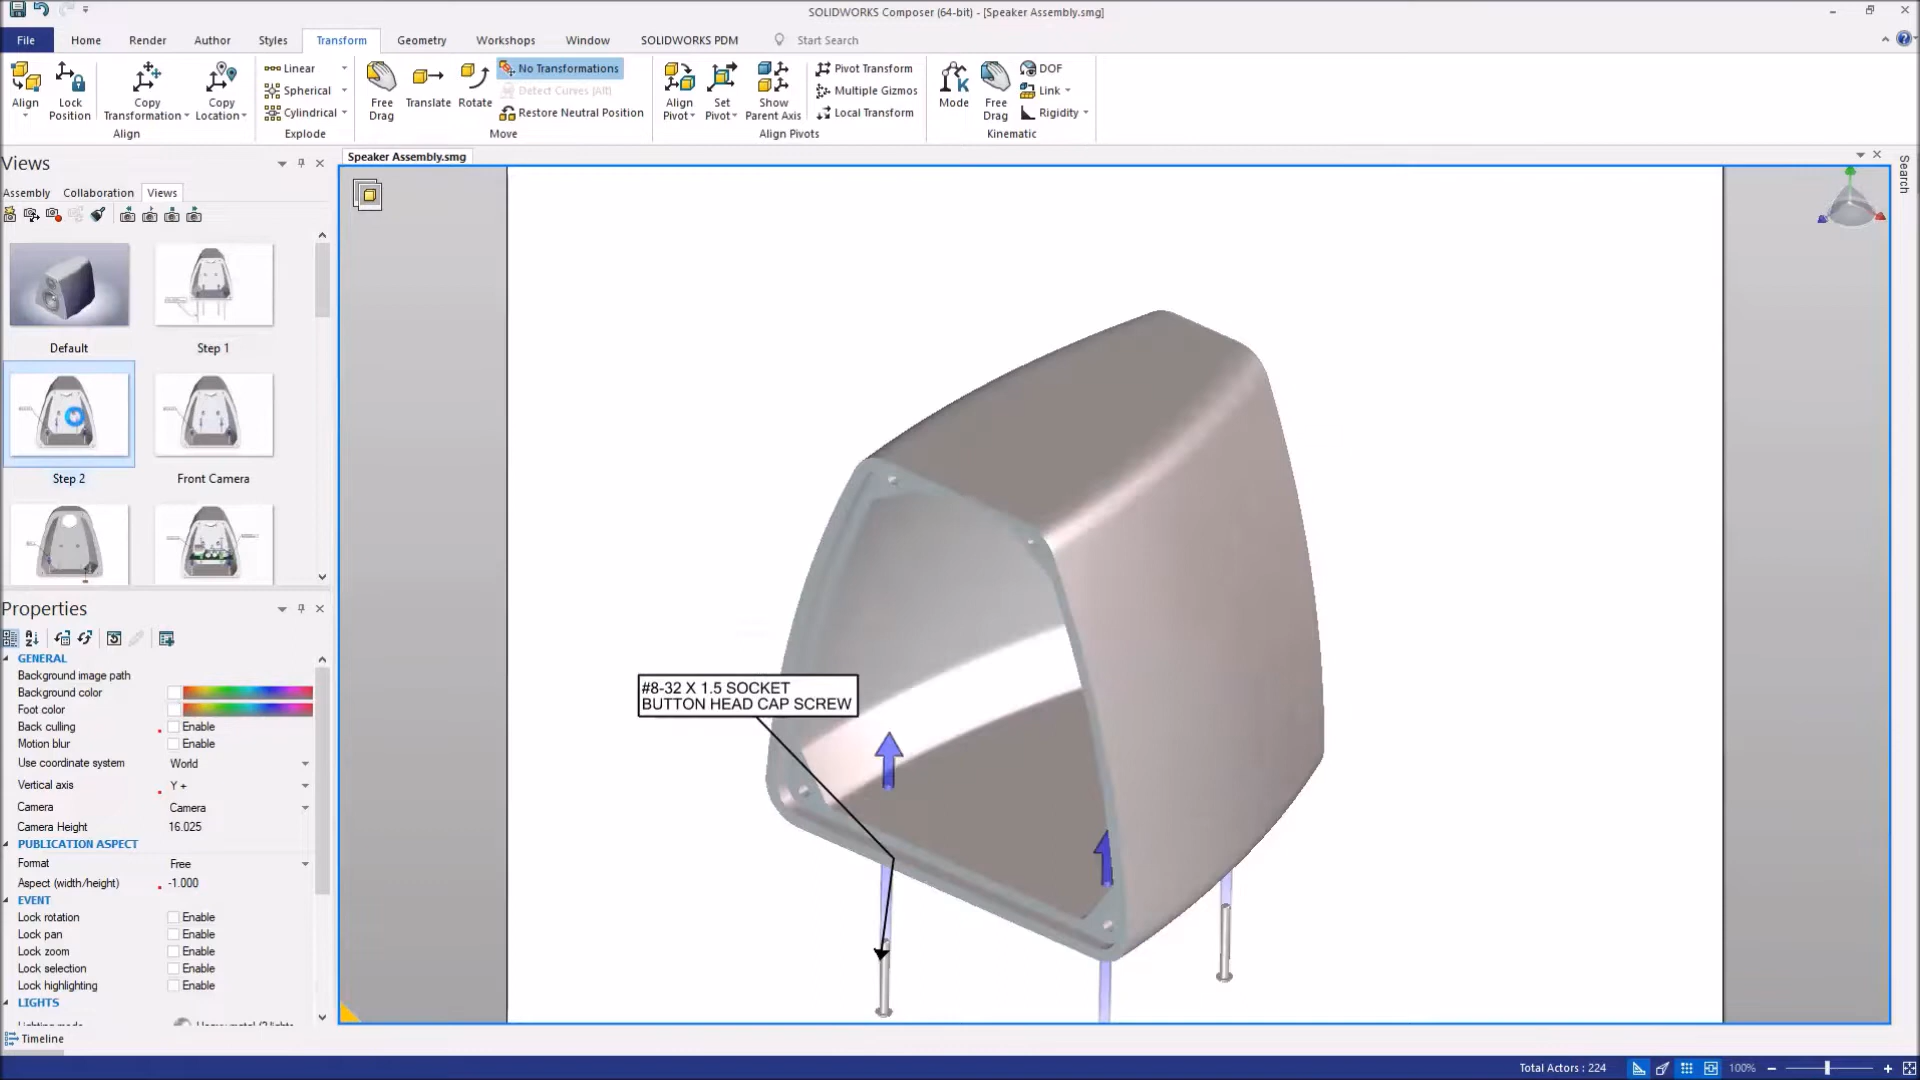 SOLIDWORKS Composer (64-bit) - [Speaker Assembly.smg]
File Home Render Author Styles Transform Geometry Workshops Window SOLIDWORKS PDM Start Search
Align
Lock Position
Copy Transformation
Copy Location
Align
Linear
Spherical
Cylindrical
Explode
Free Drag
Translate
Rotate
No Transformations
Detect Curves (Alt)
Restore Neutral Position
Move
Align Pivot
Set Pivot
Show Parent Axis
Pivot Transform
Multiple Gizmos
Local Transform
Align Pivots
Mode
Free Drag
DOF
Link
Rigidity
Kinematic
Views
Assembly Collaboration Views
Default
Step 1
Step 2
Front Camera
Speaker Assembly.smg
Search
#8-32 X 1.5 SOCKET
BUTTON HEAD CAP SCREW
Properties
GENERAL
Background image path
Background color
Foot color
Back culling Enable
Motion blur Enable
Use coordinate system World
Vertical axis Y +
Camera Camera
Camera Height 16.025
PUBLICATION ASPECT
Format Free
Aspect (width/height) -1.000
EVENT
Lock rotation Enable
Lock pan Enable
Lock zoom Enable
Lock selection Enable
Lock highlighting Enable
LIGHTS
Timeline
Total Actors : 224
100%